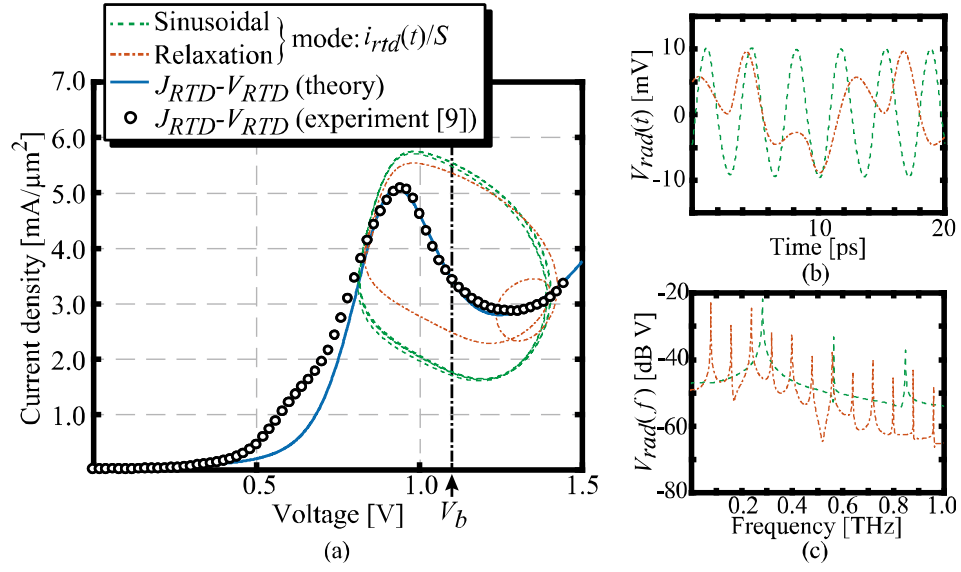 Sinusoidal
Relaxation
mode: i_rtd(t)/S
J_RTD-V_RTD (theory)
J_RTD-V_RTD (experiment [9])
7.0
6.0
5.0
4.0
3.0
2.0
1.0
Current density [mA/μm²]
0.5
1.0
1.5
Voltage [V]
V_b
(a)
V_rad(t) [mV]
10
0
-10
0
10
20
Time [ps]
(b)
V_rad(f) [dB V]
0
-20
-40
-60
-80
0.2
0.4
0.6
0.8
1.0
Frequency [THz]
(c)